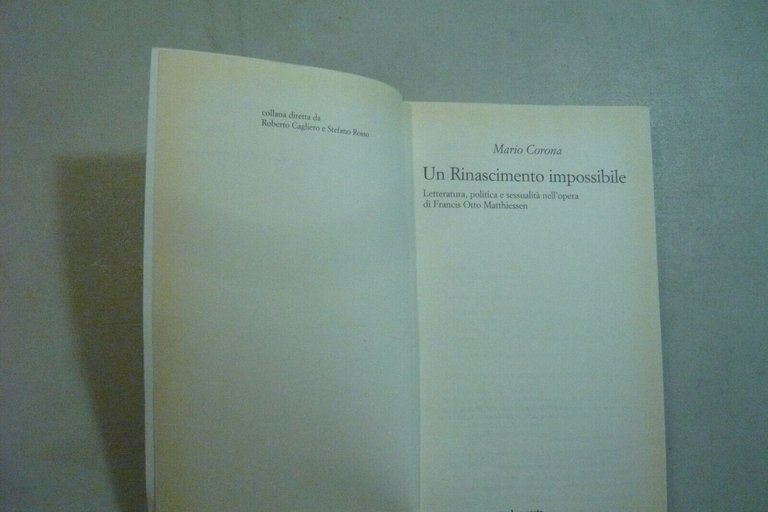 collana diretta da
Roberto Cagliero e Stefano Rosso
Mario Corona
Un Rinascimento impossibile
Letteratura, politica e sessualità nell'opera
di Francis Otto Matthiessen